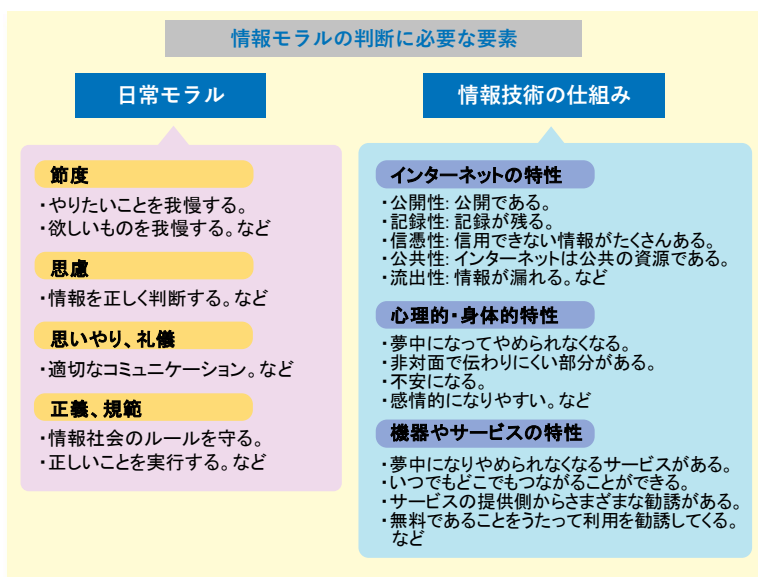 情報モラルの判断に必要な要素
日常モラル
節度
・やりたいことを我慢する。
・欲しいものを我慢する。など
思慮
・情報を正しく判断する。など
思いやり、礼儀
・適切なコミュニケーション。など
正義、規範
・情報社会のルールを守る。
・正しいことを実行する。など
情報技術の仕組み
インターネットの特性
・公開性: 公開である。
・記録性: 記録が残る。
・信憑性: 信用できない情報がたくさんある。
・公共性: インターネットは公共の資源である。
・流出性: 情報が漏れる。など
心理的・身体的特性
・夢中になってやめられなくなる。
・非対面で伝わりにくい部分がある。
・不安になる。
・感情的になりやすい。など
機器やサービスの特性
・夢中になりやめられなくなるサービスがある。
・いつでもどこでもつながることができる。
・サービスの提供側からさまざまな勧誘がある。
・無料であることをうたって利用を勧誘してくる。
など